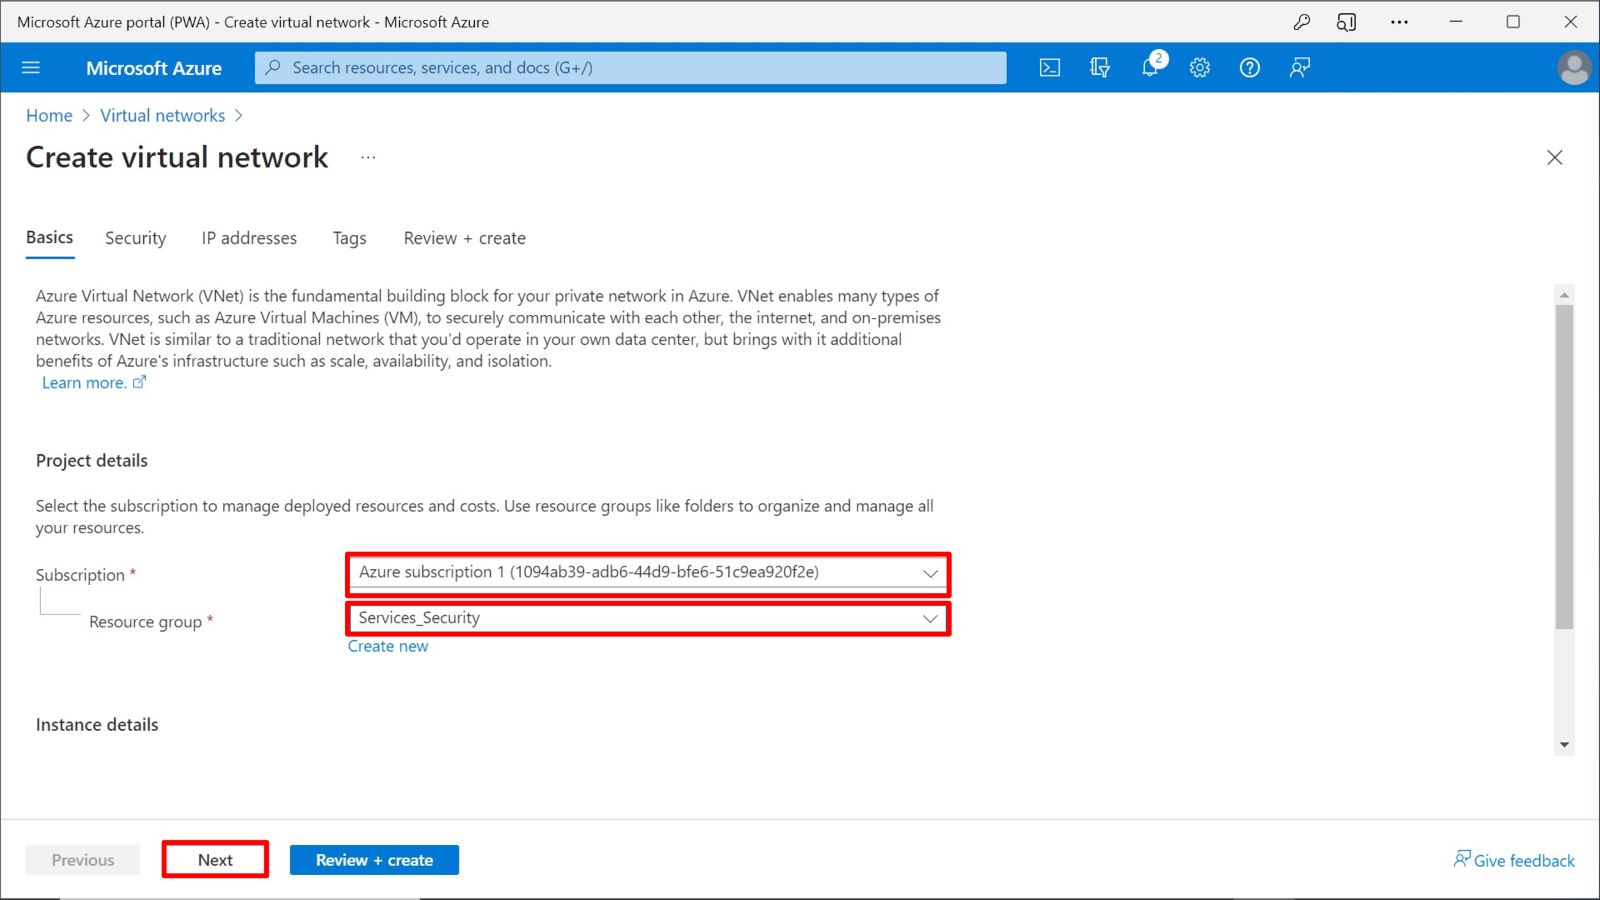 Microsoft Azure portal (PWA) - Create virtual network - Microsoft Azure
Microsoft Azure
Search resources, services, and docs (G+/)
2
Home > Virtual networks >
Create virtual network ...
Basics Security IP addresses Tags Review + create
Azure Virtual Network (VNet) is the fundamental building block for your private network in Azure. VNet enables many types of
Azure resources, such as Azure Virtual Machines (VM), to securely communicate with each other, the internet, and on-premises
networks. VNet is similar to a traditional network that you'd operate in your own data center, but brings with it additional
benefits of Azure's infrastructure such as scale, availability, and isolation.
Learn more.
Project details
Select the subscription to manage deployed resources and costs. Use resource groups like folders to organize and manage all
your resources.
Subscription *
Azure subscription 1 (1094ab39-adb6-44d9-bfe6-51c9ea920f2e)
Resource group *
Services_Security
Create new
Instance details
Previous
Next
Review + create
Give feedback